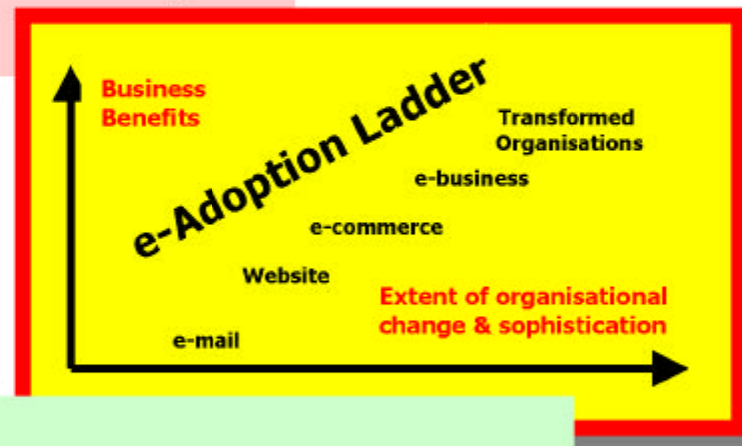 Business
Benefits
e-Adoption Ladder
Transformed
Organisations
e-business
e-commerce
Website
Extent of organisational
change & sophistication
e-mail